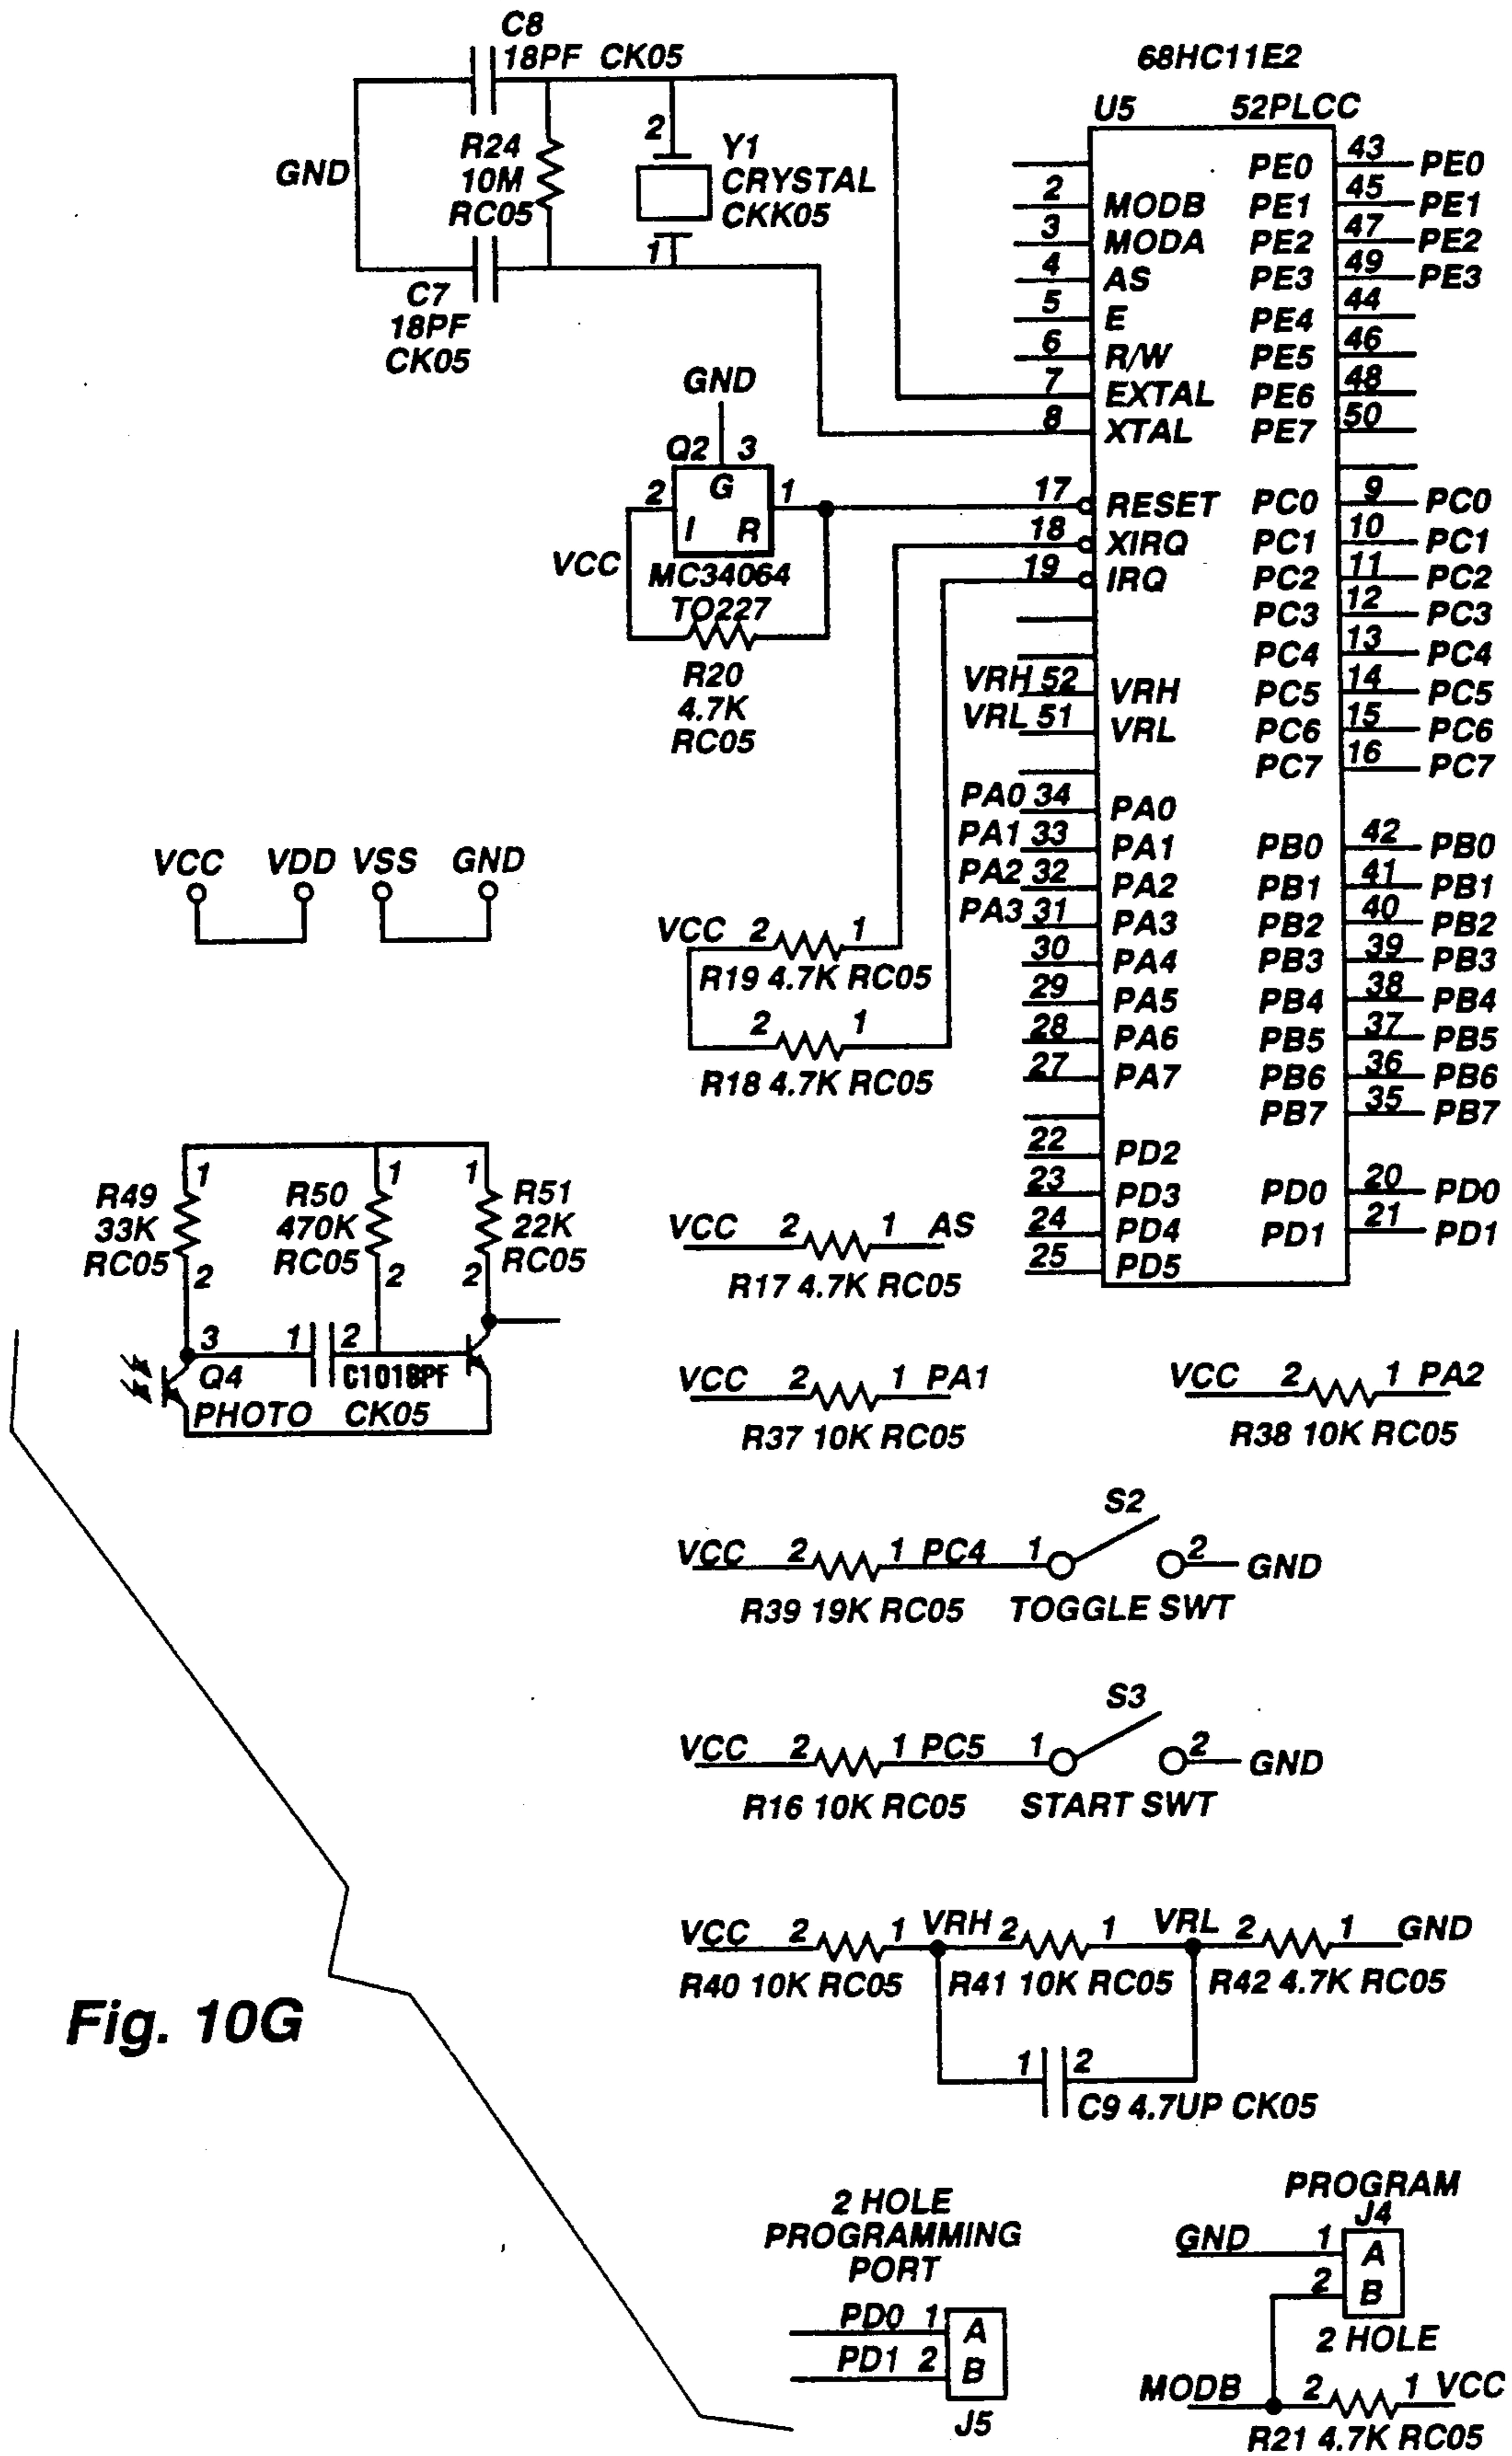 C8
18PF CK05
GND
R24
10M
RC05
2
Y1
CRYSTAL
CKK05
1
C7
18PF
CK05
68HC11E2
U5 52PLCC
PE0 43 PE0
2 MODB PE1 45 PE1
3 MODA PE2 47 PE2
4 AS PE3 49 PE3
5 E PE4 44
6 R/W PE5 46
7 EXTAL PE6 48
8 XTAL PE7 50
17 RESET PC0 9 PC0
18 XIRQ PC1 10 PC1
19 IRQ PC2 11 PC2
PC3 12 PC3
PC4 13 PC4
VRH 52 VRH PC5 14 PC5
VRL 51 VRL PC6 15 PC6
PC7 16 PC7
PA0 34 PA0
PA1 33 PA1 PB0 42 PB0
PA2 32 PA2 PB1 41 PB1
PA3 31 PA3 PB2 40 PB2
30 PA4 PB3 39 PB3
29 PA5 PB4 38 PB4
28 PA6 PB5 37 PB5
27 PA7 PB6 36 PB6
PB7 35 PB7
22 PD2
23 PD3 PD0 20 PD0
24 PD4 PD1 21 PD1
25 PD5
GND
Q2 3
2 G 1
I R
VCC
MC34064
TO227
R20
4.7K
RC05
VCC VDD VSS GND
VCC 2 1
R19 4.7K RC05
2 1
R18 4.7K RC05
1 1 1
R49
33K
RC05
R50
470K
RC05
R51
22K
RC05
2 2 2
3 1 2
Q4 C1018PF
PHOTO CK05
VCC 2 1 AS
R17 4.7K RC05
VCC 2 1 PA1
R37 10K RC05
VCC 2 1 PA2
R38 10K RC05
S2
VCC 2 1 PC4 1 2 GND
R39 19K RC05 TOGGLE SWT
S3
VCC 2 1 PC5 1 2 GND
R16 10K RC05 START SWT
VCC 2 1 VRH 2 1 VRL 2 1 GND
R40 10K RC05 R41 10K RC05 R42 4.7K RC05
1 2
C9 4.7UP CK05
Fig. 10G
2 HOLE
PROGRAMMING
PORT
PD0 1 A
PD1 2 B
J5
PROGRAM
J4
GND 1 A
2 B
2 HOLE
MODB 2 1 VCC
R21 4.7K RC05